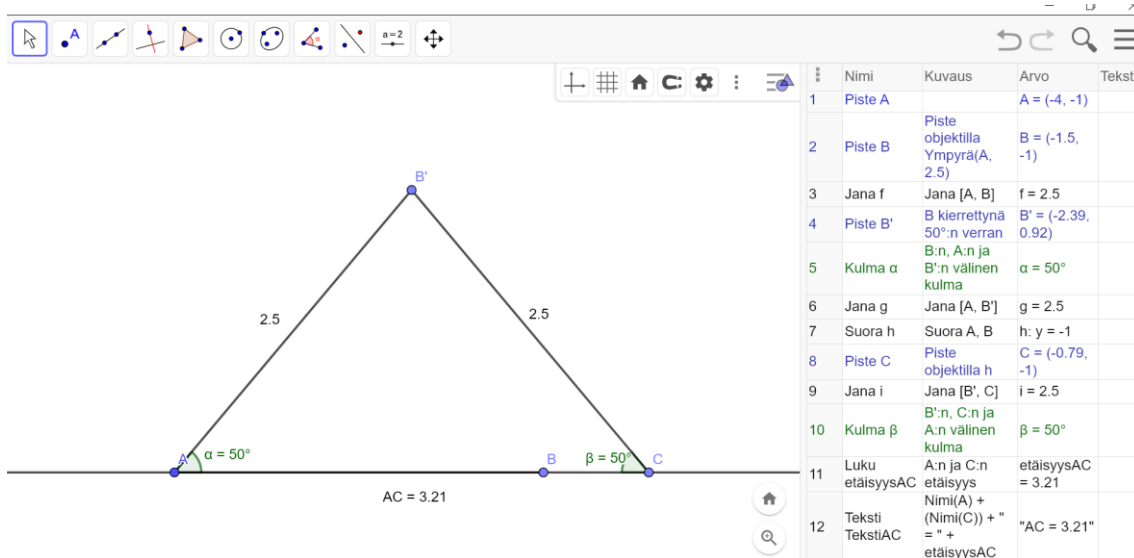 A
α
a=2
Nimi Kuvaus Arvo Tekst
1 Piste A A = (-4, -1)
2 Piste B Piste
objektilla
Ympyrä(A,
2.5) B = (-1.5,
-1)
3 Jana f Jana [A, B] f = 2.5
4 Piste B' B kierrettynä
50°:n verran B' = (-2.39,
0.92)
5 Kulma α B:n, A:n ja
B':n välinen
kulma α = 50°
6 Jana g Jana [A, B'] g = 2.5
7 Suora h Suora A, B h: y = -1
8 Piste C Piste
objektilla h C = (-0.79,
-1)
9 Jana i Jana [B', C] i = 2.5
10 Kulma β B':n, C:n ja
A:n välinen
kulma β = 50°
11 Luku
etäisyysAC A:n ja C:n
etäisyys etäisyysAC
= 3.21
12 Teksti
TekstiAC Nimi(A) +
(Nimi(C)) + "
= " +
etäisyysAC "AC = 3.21"
B'
2.5
2.5
A
α = 50°
B
β = 50°
C
AC = 3.21